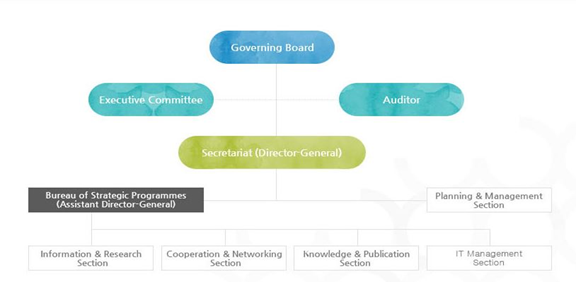 Governing Board
Executive Committee
Auditor
Secretariat (Director-General)
Bureau of Strategic Programmes
(Assistant Director-General)
Planning & Management
Section
Information & Research
Section
Cooperation & Networking
Section
Knowledge & Publication
Section
IT Management
Section